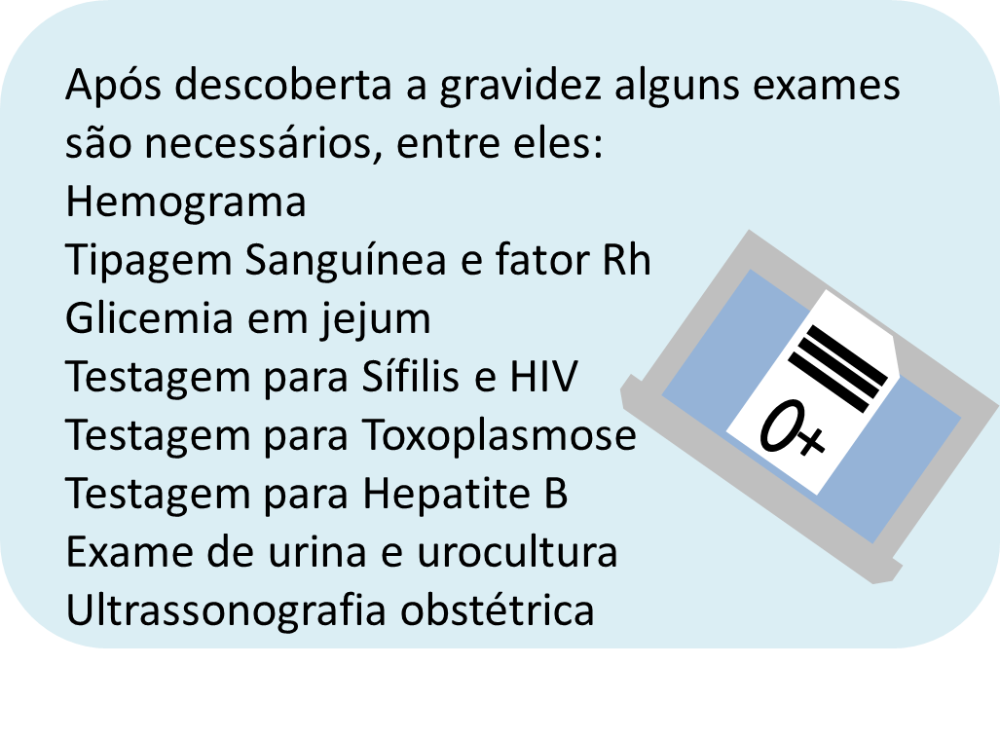 Após descoberta a gravidez alguns exames
são necessários, entre eles:
Hemograma
Tipagem Sanguínea e fator Rh
Glicemia em jejum
Testagem para Sífilis e HIV
Testagem para Toxoplasmose
Testagem para Hepatite B
Exame de urina e urocultura
Ultrassonografia obstétrica
O+